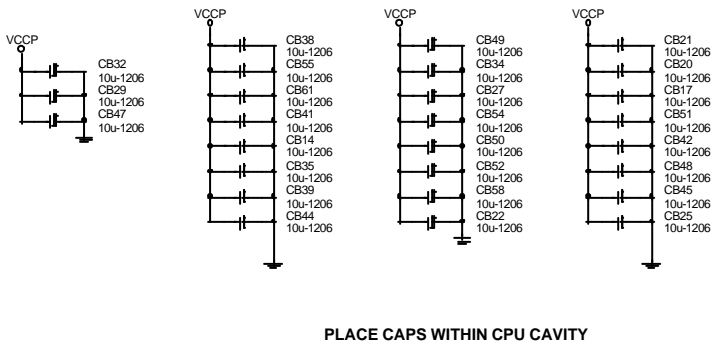 VCCP
CB32
10u-1206
CB29
10u-1206
CB47
10u-1206
VCCP
CB38
10u-1206
CB55
10u-1206
CB61
10u-1206
CB41
10u-1206
CB14
10u-1206
CB35
10u-1206
CB39
10u-1206
CB44
10u-1206
VCCP
CB49
10u-1206
CB34
10u-1206
CB27
10u-1206
CB54
10u-1206
CB50
10u-1206
CB52
10u-1206
CB58
10u-1206
CB22
10u-1206
VCCP
CB21
10u-1206
CB20
10u-1206
CB17
10u-1206
CB51
10u-1206
CB42
10u-1206
CB48
10u-1206
CB45
10u-1206
CB25
10u-1206
PLACE CAPS WITHIN CPU CAVITY